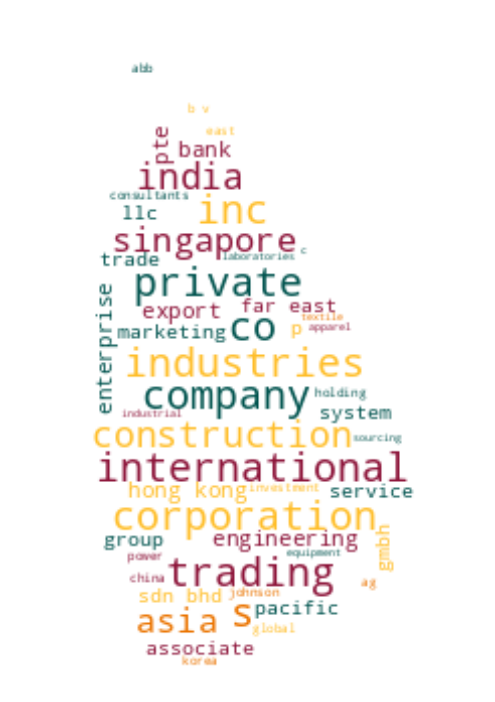 abb
b v
east
pte
bank
india
consultants
llc
inc
singapore
laboratories
c
trade
private
enterprise
export
far east
textile
marketing
co
p
apparel
industries
company
holding
industrial
system
construction
sourcing
international
hong kong
investment
service
corporation
group
engineering
gmbh
power
equipment
china
trading
ag
sdn bhd
johnson
asia
s
pacific
global
associate
korea